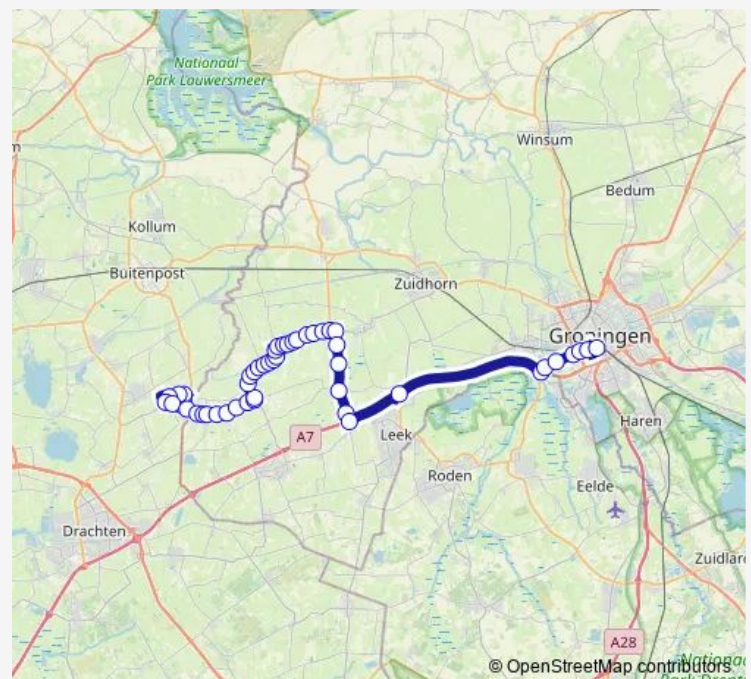 Nationaal
Park Lauwersmeer
m
Winsum
Bedum
Kollum
Buitenpost
Zuidhorn
Groningen
A7
Leek
Haren
Roden
Eelde
Drachten
Zuidlar
A28
© OpenStreetMap contributors
Nationaa